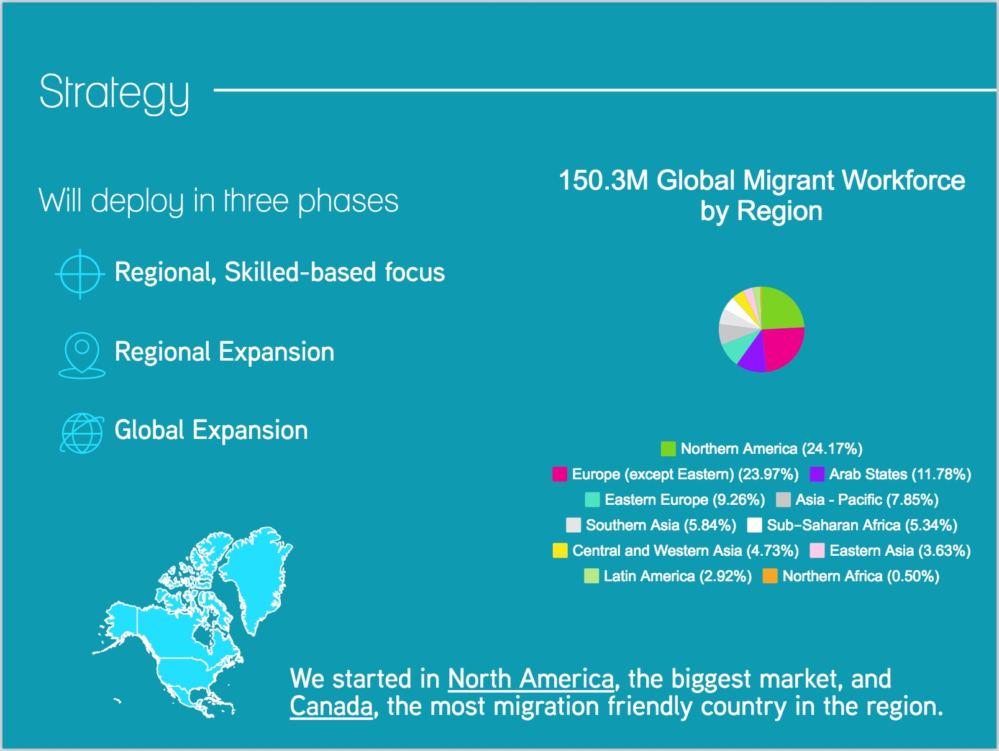 Strategy
Will deploy in three phases
Regional, Skilled-based focus
Regional Expansion
Global Expansion
150.3M Global Migrant Workforce
by Region
Northern America (24.17%)
Europe (except Eastern) (23.97%) Arab States (11.78%)
Eastern Europe (9.26%) Asia - Pacific (7.85%)
Southern Asia (5.84%) Sub-Saharan Africa (5.34%)
Central and Western Asia (4.73%) Eastern Asia (3.63%)
Latin America (2.92%) Northern Africa (0.50%)
We started in North America, the biggest market, and
Canada, the most migration friendly country in the region.